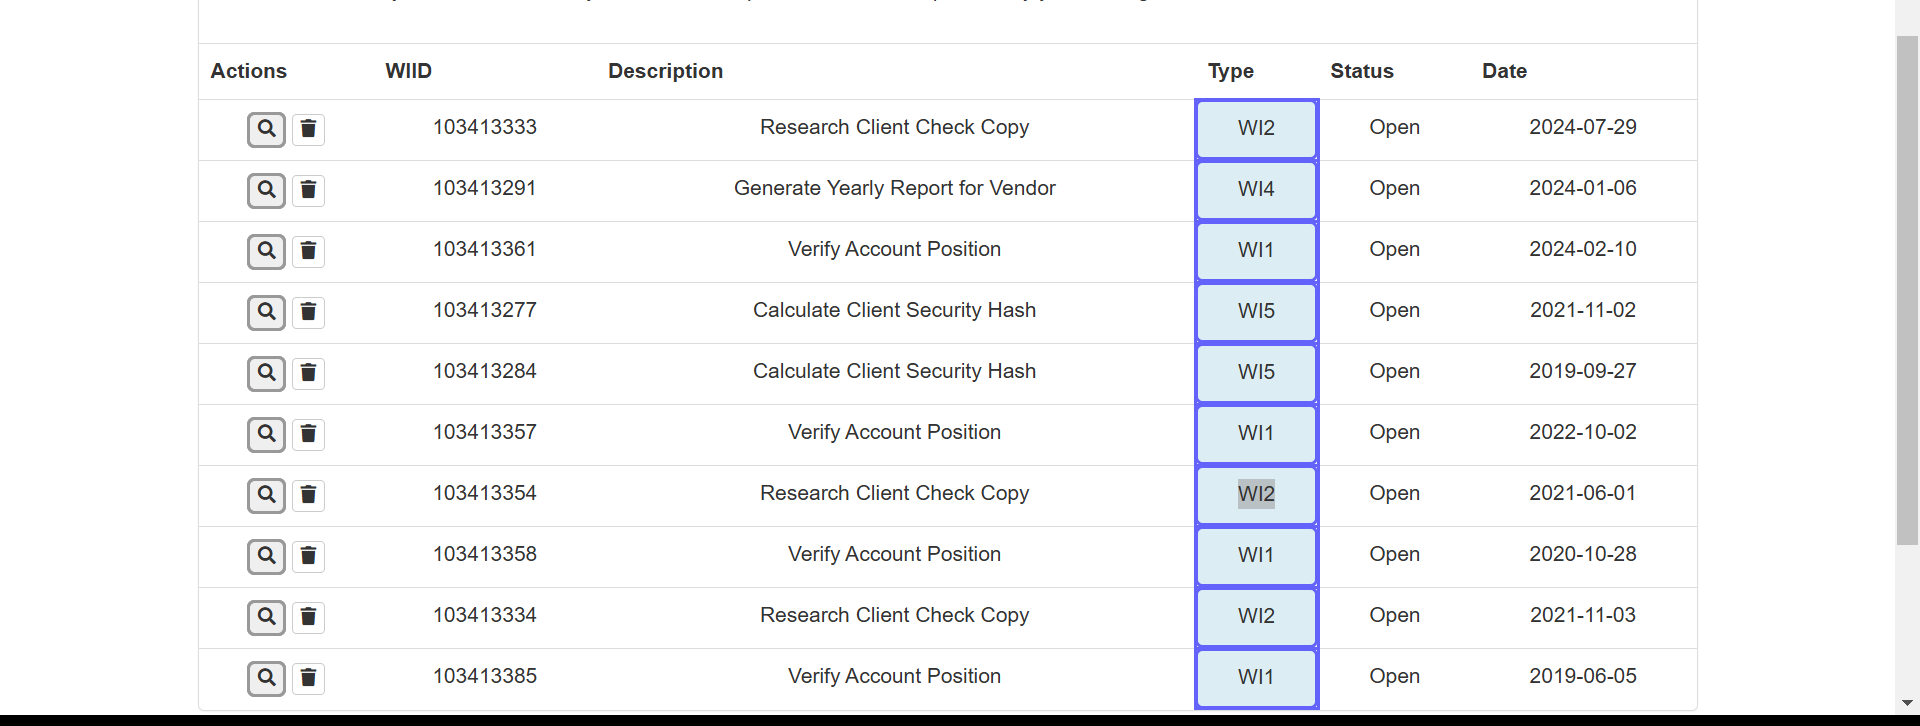 Actions WIID Description Type Status Date
103413333 Research Client Check Copy WI2 Open 2024-07-29
103413291 Generate Yearly Report for Vendor WI4 Open 2024-01-06
103413361 Verify Account Position WI1 Open 2024-02-10
103413277 Calculate Client Security Hash WI5 Open 2021-11-02
103413284 Calculate Client Security Hash WI5 Open 2019-09-27
103413357 Verify Account Position WI1 Open 2022-10-02
103413354 Research Client Check Copy WI2 Open 2021-06-01
103413358 Verify Account Position WI1 Open 2020-10-28
103413334 Research Client Check Copy WI2 Open 2021-11-03
103413385 Verify Account Position WI1 Open 2019-06-05